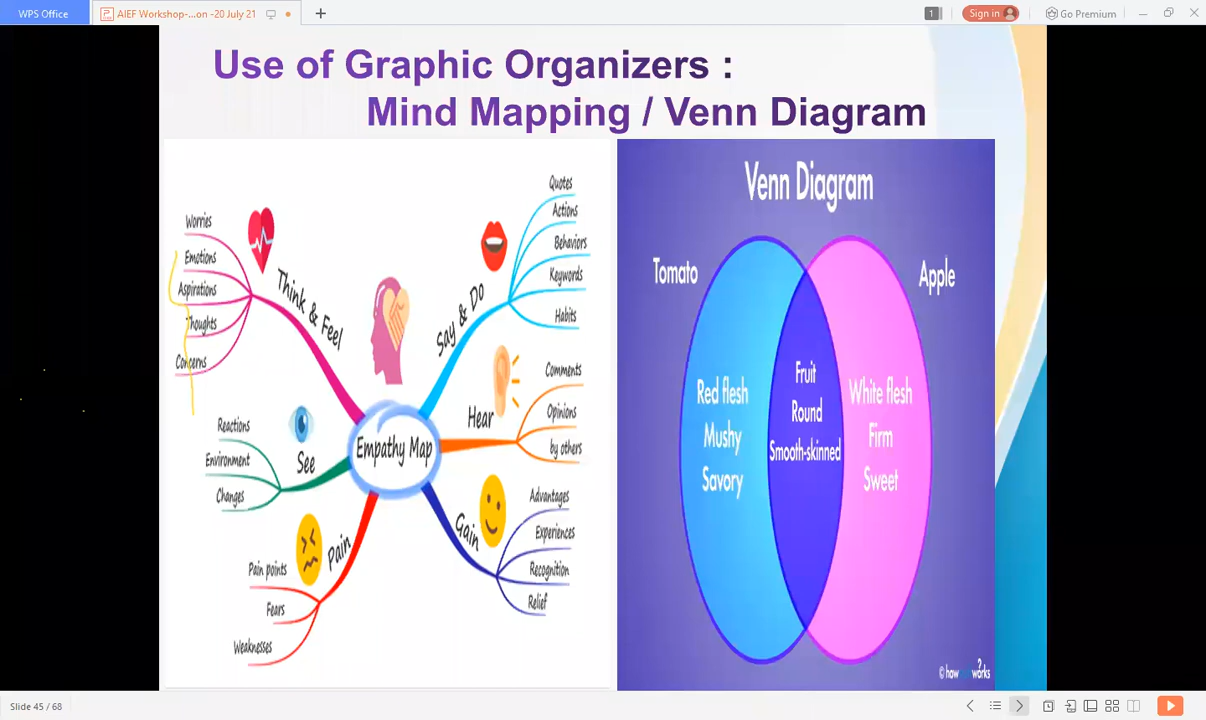 WPS Office
AIEF Workshop-...on -20 July 21
1
Sign in
Go Premium
Use of Graphic Organizers :
Mind Mapping / Venn Diagram
Worries
Emotions
Aspirations
Thoughts
Concerns
Think & Feel
Say & Do
Quotes
Actions
Behaviors
Keywords
Habits
Hear
Comments
Opinions
by others
Empathy Map
See
Reactions
Environment
Changes
Pain
Pain points
Fears
Weaknesses
Gain
Advantages
Experiences
Recognition
Relief
Venn Diagram
Tomato
Apple
Red flesh
Mushy
Savory
Fruit
Round
Smooth-skinned
White flesh
Firm
Sweet
Slide 45 / 68